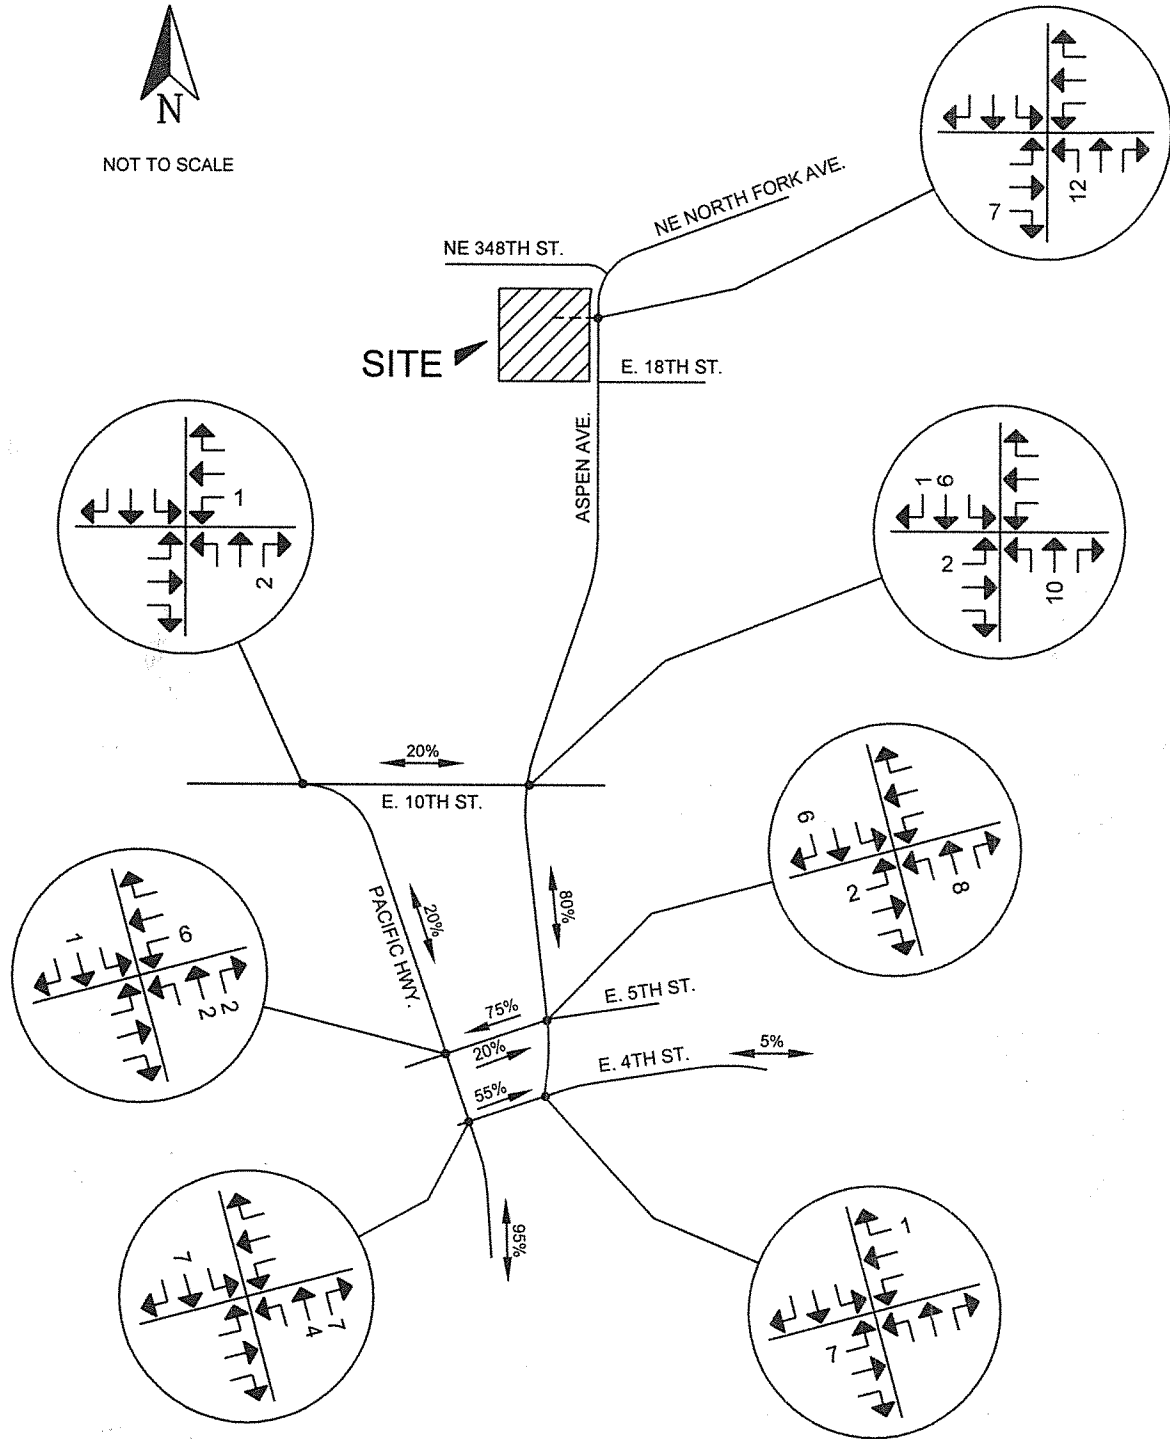 N
NOT TO SCALE
7
12
NE NORTH FORK AVE.
NE 348TH ST.
SITE
E. 18TH ST.
ASPEN AVE.
1
2
1
6
2
10
20%
E. 10TH ST.
6
2
8
PACIFIC HWY.
20%
80%
1
6
2
2
75%
20%
E. 5TH ST.
55%
E. 4TH ST.
5%
95%
7
4
7
1
7